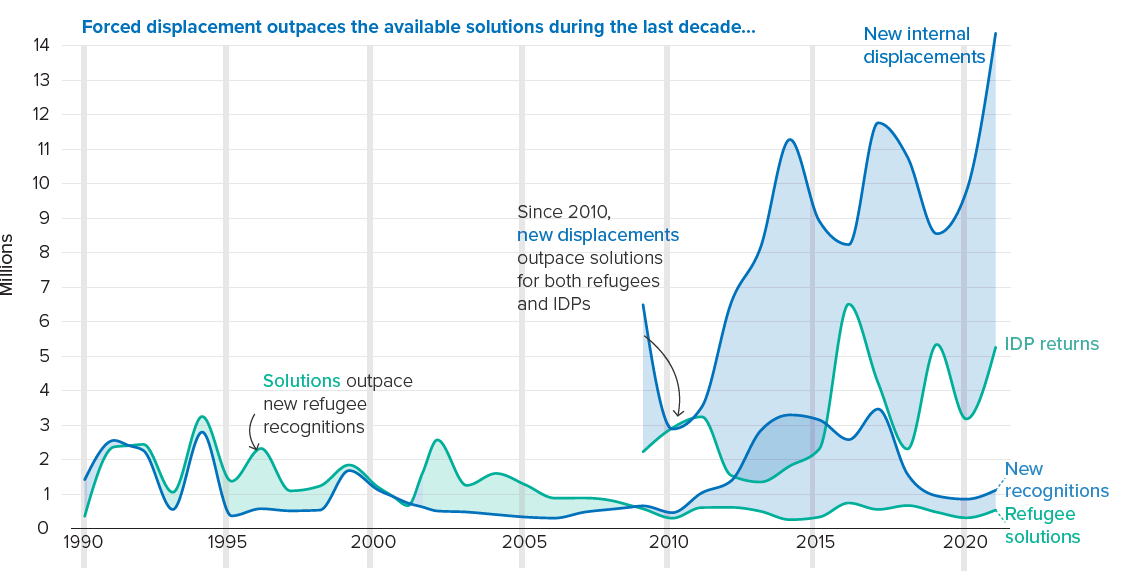 Forced displacement outpaces the available solutions during the last decade...
New internal
displacements
14
13
12
11
10
9
8
7
6
5
4
3
2
1
0
Millions
Since 2010,
new displacements
outpace solutions
for both refugees
and IDPs
Solutions outpace
new refugee
recognitions
IDP returns
New
recognitions
Refugee
solutions
1990
1995
2000
2005
2010
2015
2020